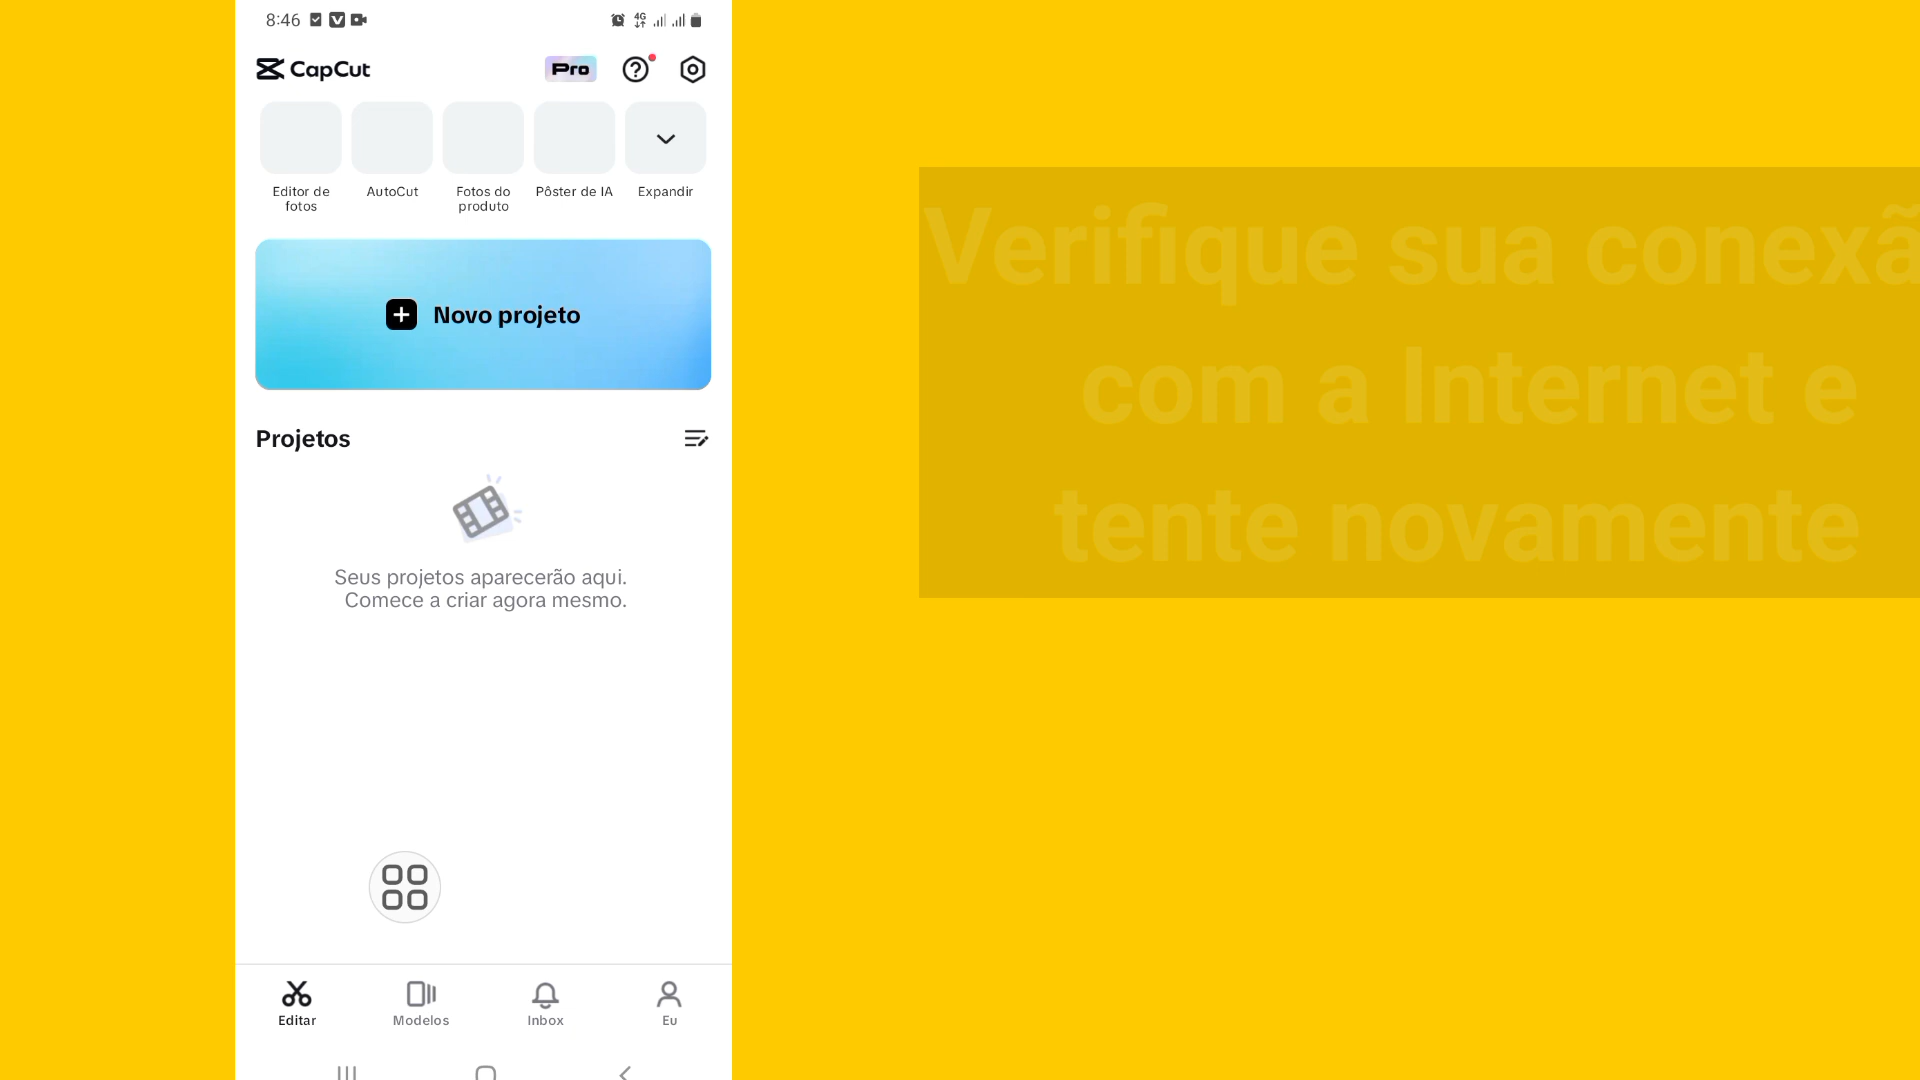 8:46
4G
CapCut
Pro
Editor de
fotos
AutoCut
Fotos do
produto
Pôster de IA
Expandir
Novo projeto
Projetos
Seus projetos aparecerão aqui.
Comece a criar agora mesmo.
Editar
Modelos
Inbox
Eu
Verifique sua conexã
com a Internet e
tente novamente